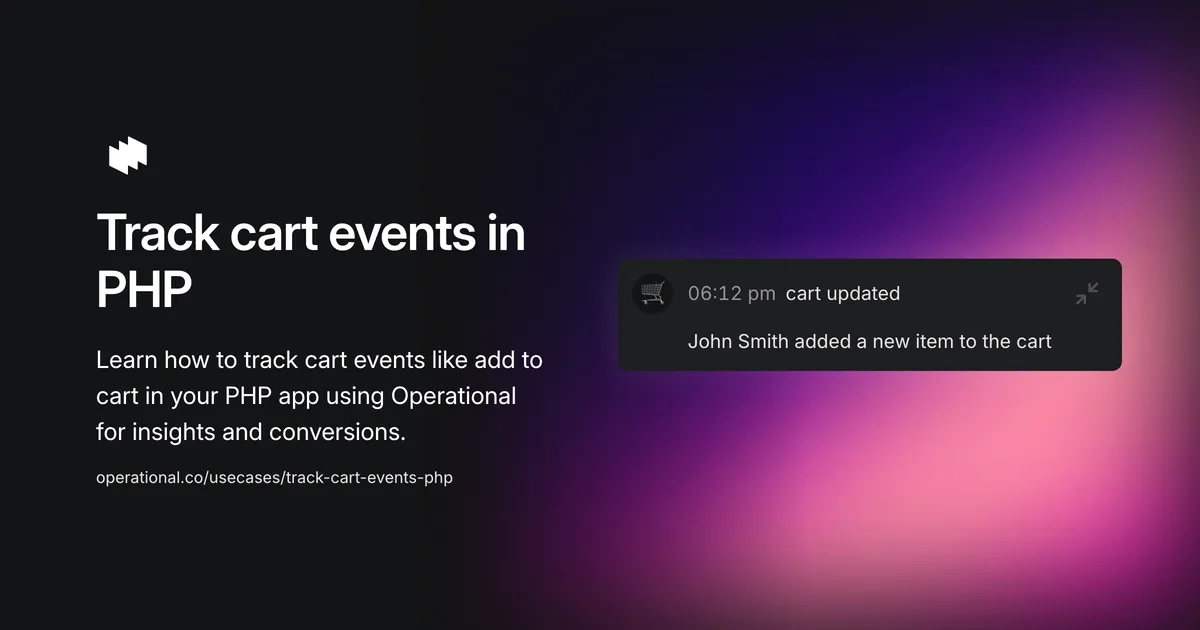 Track cart events in
PHP
Learn how to track cart events like add to
cart in your PHP app using Operational
for insights and conversions.
operational.co/usecases/track-cart-events-php
06:12 pm cart updated
John Smith added a new item to the cart